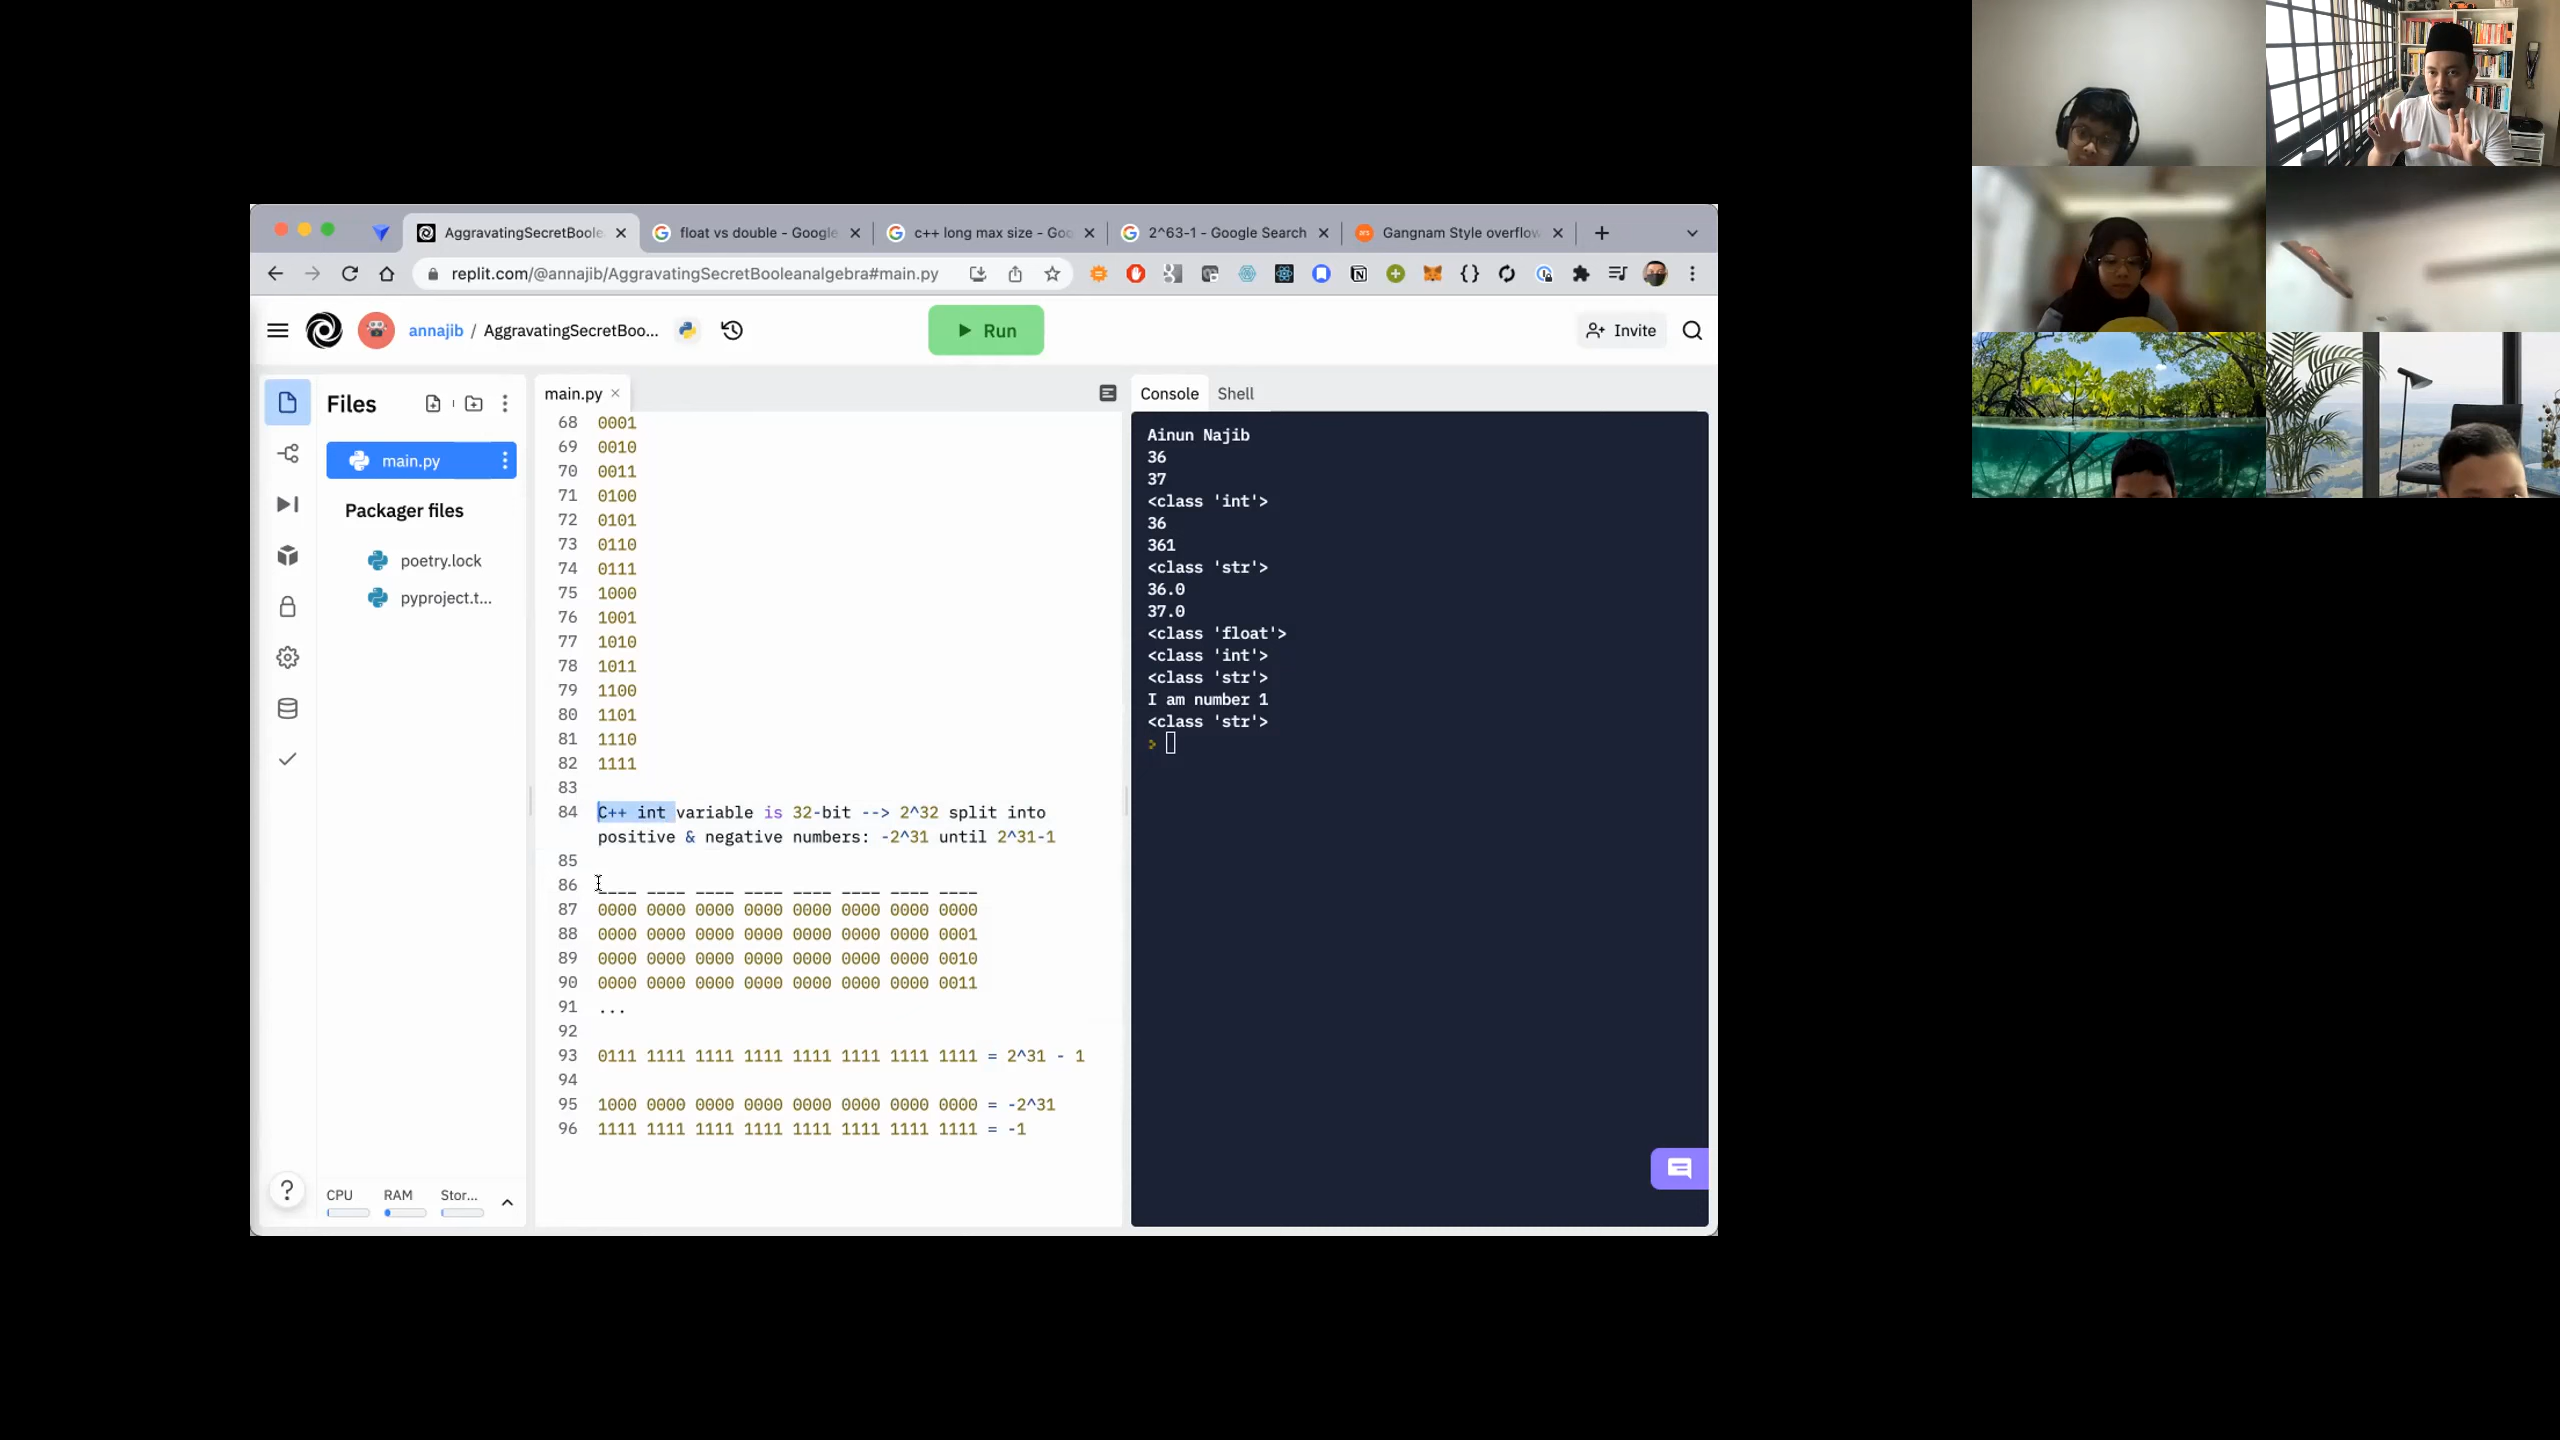 AggravatingSecretBoole
float vs double - Google
c++ long max size - Goo
2^63-1 - Google Search
Gangnam Style overflow
replit.com/@annajib/AggravatingSecretBooleanalgebra#main.py
annajib / AggravatingSecretBoo...
Run
Invite
Files
main.py
Packager files
poetry.lock
pyproject.t...
CPU RAM Stor...
main.py
68 0001
69 0010
70 0011
71 0100
72 0101
73 0110
74 0111
75 1000
76 1001
77 1010
78 1011
79 1100
80 1101
81 1110
82 1111
83
84 C++ int variable is 32-bit --> 2^32 split into
positive & negative numbers: -2^31 until 2^31-1
85
86 ____ ____ ____ ____ ____ ____ ____ ____
87 0000 0000 0000 0000 0000 0000 0000 0000
88 0000 0000 0000 0000 0000 0000 0000 0001
89 0000 0000 0000 0000 0000 0000 0000 0010
90 0000 0000 0000 0000 0000 0000 0000 0011
91 ...
92
93 0111 1111 1111 1111 1111 1111 1111 1111 = 2^31 - 1
94
95 1000 0000 0000 0000 0000 0000 0000 0000 = -2^31
96 1111 1111 1111 1111 1111 1111 1111 1111 = -1
Console Shell
Ainun Najib
36
37
<class 'int'>
36
361
<class 'str'>
36.0
37.0
<class 'float'>
<class 'int'>
<class 'str'>
I am number 1
<class 'str'>